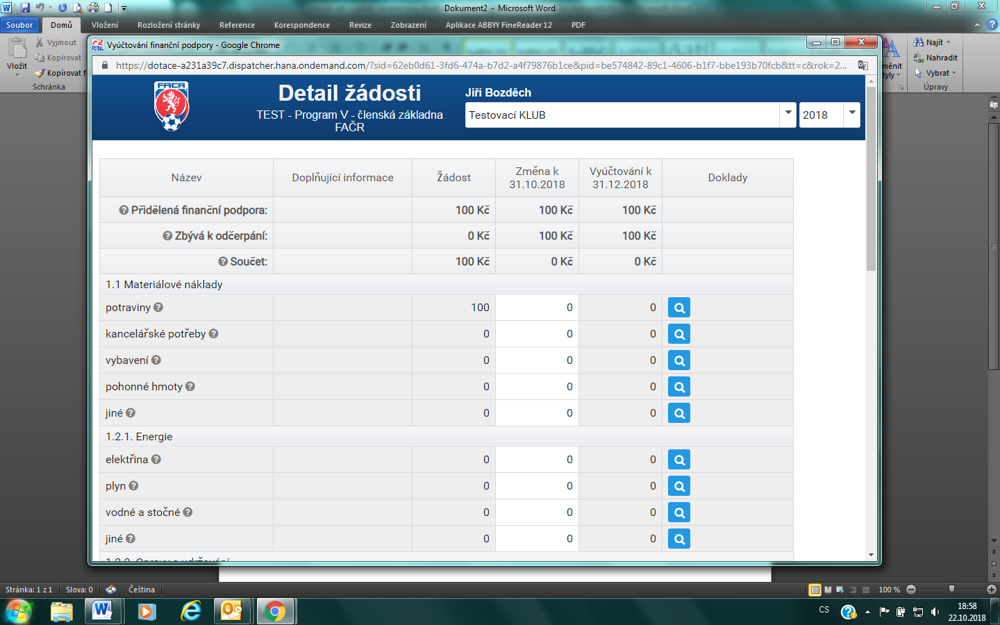 Dokument2 - Microsoft Word
Soubor
Domů
Vložení
Rozložení stránky
Reference
Korespondence
Revize
Zobrazení
Aplikace ABBYY FineReader 12
PDF
Vložit
Vyjmout
Kopírovat
Kopírovat f
Schránka
Najít
Nahradit
Vybrat
Úpravy
Vyúčtování finanční podpory - Google Chrome
https://dotace-a231a39c7.dispatcher.hana.ondemand.com/?sid=62eb0d61-3fd6-474a-b7d2-a4f79876b1ce&pid=be574842-89c1-4606-b1f7-bbe193b70fcb&tt=c&rok=2...
FACR
Detail žádosti
TEST - Program V - členská základna
FAČR
Jiří Bozděch
Testovací KLUB
2018
Název Doplňující informace Žádost Změna k 31.10.2018 Vyúčtování k 31.12.2018 Doklady
Přidělená finanční podpora: 100 Kč 100 Kč 100 Kč
Zbývá k odčerpání: 0 Kč 100 Kč 100 Kč
Součet: 100 Kč 0 Kč 0 Kč
1.1 Materiálové náklady
potraviny 100 0 0
kancelářské potřeby 0 0 0
vybavení 0 0 0
pohonné hmoty 0 0 0
jiné 0 0 0
1.2.1. Energie
elektřina 0 0 0
plyn 0 0 0
vodné a stočné 0 0 0
jiné 0 0 0
Stránka: 1 z 1
Slova: 0
Čeština
100 %
CS
18:58
22.10.2018